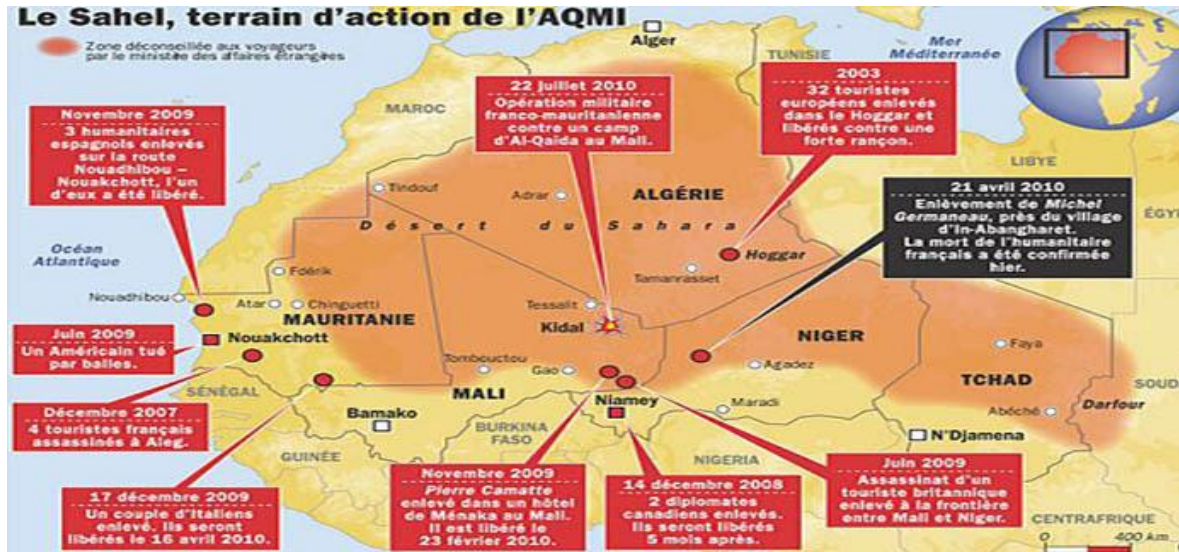 Le Sahel, terrain d'action de l'AQMI
Zone déconseillée aux voyageurs
par le ministère des affaires étrangères
Alger
TUNISIE
Mer
Méditerranée
MAROC
Novembre 2009
3 humanitaires
espagnols enlevés
sur la route
Nouadhibou –
Nouakchott, l'un
d'eux a été libéré.
22 juillet 2010
Opération militaire
franco-mauritanienne
contre un camp
d'Al-Qaïda au Mali.
2003
32 touristes
européens enlevés
dans le Hoggar et
libérés contre une
forte rançon.
LIBYE
ÉGY
21 avril 2010
Enlèvement de Michel
Germaneau, près du village
d'In-Abangharet.
La mort de l'humanitaire
français a été confirmée
hier.
Tindouf
Adrar
ALGÉRIE
Désert du Sahara
Hoggar
Tamanrasset
Océan
Atlantique
Fdérik
Nouadhibou
Atar
Chinguetti
MAURITANIE
Tessalit
Kidal
NIGER
Faya
Juin 2009
Un Américain tué
par balles.
Nouakchott
Tombouctou
Gao
Agadez
TCHAD
SOUD
SÉNÉGAL
MALI
Niamey
Maradi
Abéché
Darfour
Décembre 2007
4 touristes français
assassinés à Aleg.
Bamako
BURKINA
FASO
N'Djamena
GUINÉE
NIGERIA
17 décembre 2009
Un couple d'Italiens
enlevé. Ils seront
libérés le 16 avril 2010.
Novembre 2009
Pierre Camatte
enlevé dans un hôtel
de Ménaka au Mali.
Il est libéré le
23 février 2010.
14 décembre 2008
2 diplomates
canadiens enlevés.
Ils seront libérés
5 mois après.
Juin 2009
Assassinat d'un
touriste britannique
enlevé à la frontière
entre Mali et Niger.
CENTRAFRIQUE
0 400 km